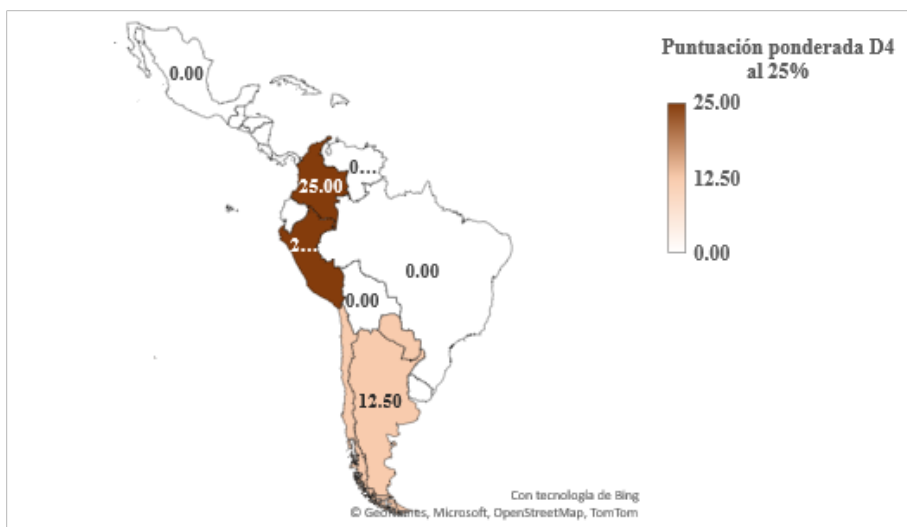 Puntuación ponderada D4
al 25%
25.00
12.50
0.00
0.00
0...
25.00
2...
0.00
0.00
12.50
Con tecnología de Bing
© GeoNames, Microsoft, OpenStreetMap, TomTom